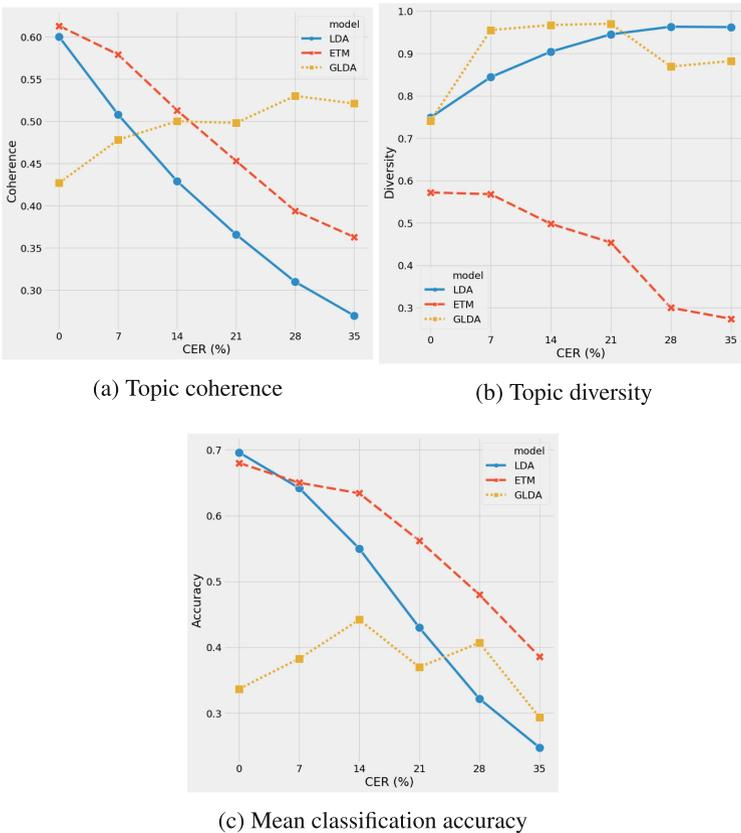 0.60
0.55
0.50
0.45
0.40
0.35
0.30
Coherence
model
LDA
ETM
GLDA
0 7 14 21 28 35
CER (%)
(a) Topic coherence
1.0
0.9
0.8
0.7
0.6
0.5
0.4
0.3
Diversity
model
LDA
ETM
GLDA
0 7 14 21 28 35
CER (%)
(b) Topic diversity
0.7
0.6
0.5
0.4
0.3
Accuracy
model
LDA
ETM
GLDA
0 7 14 21 28 35
CER (%)
(c) Mean classification accuracy